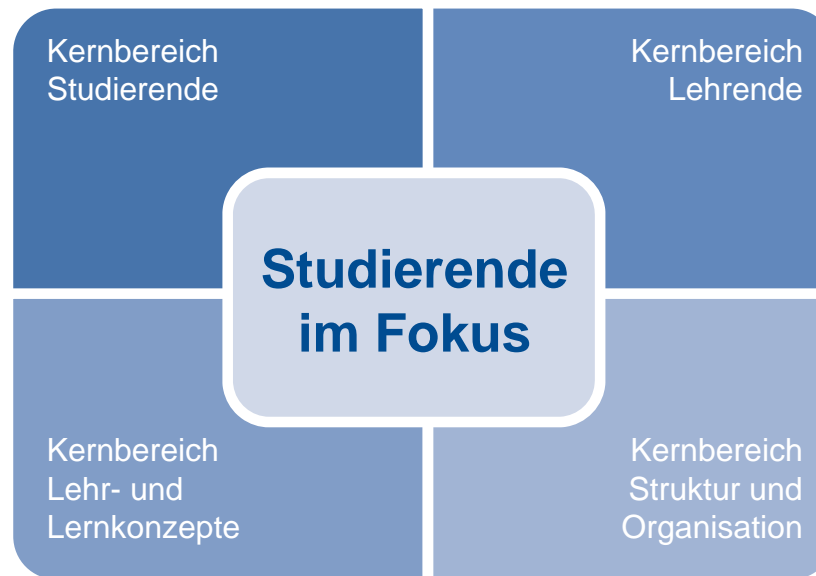 Kernbereich
Studierende
Kernbereich
Lehrende
Studierende
im Fokus
Kernbereich
Lehr- und
Lernkonzepte
Kernbereich
Struktur und
Organisation